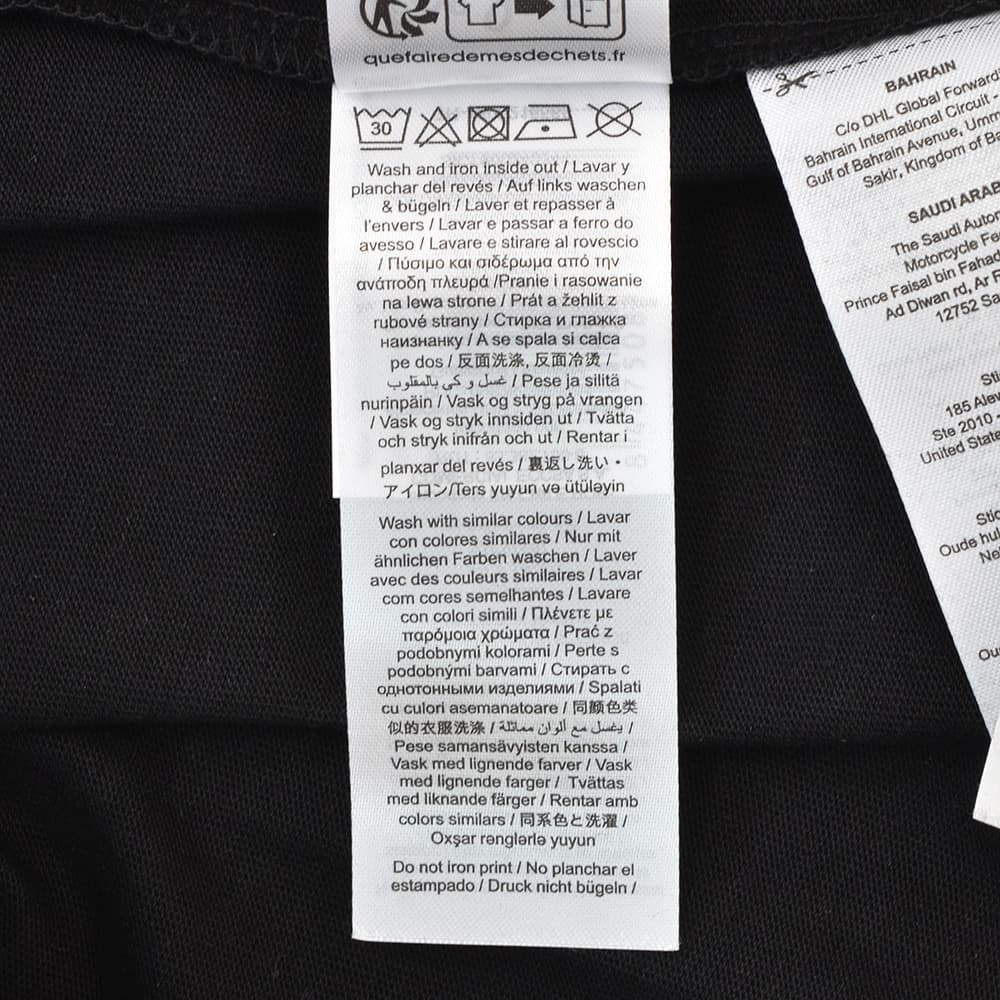 quefairedemesdechets.fr
30
Wash and iron inside out / Lavar y
planchar del revés / Auf links waschen
& bügeln / Laver et repasser à
l'envers / Lavar e passar a ferro do
avesso / Lavare e stirare al rovescio
/ Πύσιμο και σιδέρωμα από την
ανάποδη πλευρά /Pranie i rasowanie
na lewa strone / Prát a žehlit z
rubové strany / Стирка и глажка
наизнанку / A se spala si calca
pe dos / 反面洗涤, 反面冷烫 /
غسل و كي بالمقلوب / Pese ja silitä
nurinpäin / Vask og stryg på vrangen
/ Vask og stryk innsiden ut / Tvätta
och stryk inifrån och ut / Rentar i
planxar del revés / 裏返し洗い・
アイロン/Ters yuyun və ütüləyin
Wash with similar colours / Lavar
con colores similares / Nur mit
ähnlichen Farben waschen / Laver
avec des couleurs similaires / Lavar
com cores semelhantes / Lavare
con colori simili / Πλένετε με
παρόμοια χρώματα / Prać z
podobnymi kolorami / Perte s
podobnými barvami / Стирать с
однотонными изделиями / Spalati
cu culori asemanatoare / 同颜色类
似的衣服洗涤 / يغسل مع ألوان مماثلة /
Pese samansävyisten kanssa /
Vask med lignende farver / Vask
med lignende farger / Tvättas
med liknande färger / Rentar amb
colors similars / 同系色と洗濯 /
Oxşar rənglərlə yuyun
Do not iron print / No planchar el
estampado / Druck nicht bügeln /
BAHRAIN
C/o DHL Global Forward
Bahrain International Circuit -
Gulf of Bahrain Avenue, Umm
Sakir, Kingdom of Ba
SAUDI ARAB
The Saudi Autom
Motorcycle Fe
Prince Faisal bin Fahad
Ad Diwan rd, Ar R
12752 Sa
Sti
185 Alew
Ste 2010 -
United State
Stic
Oude hul
Ne
Ou